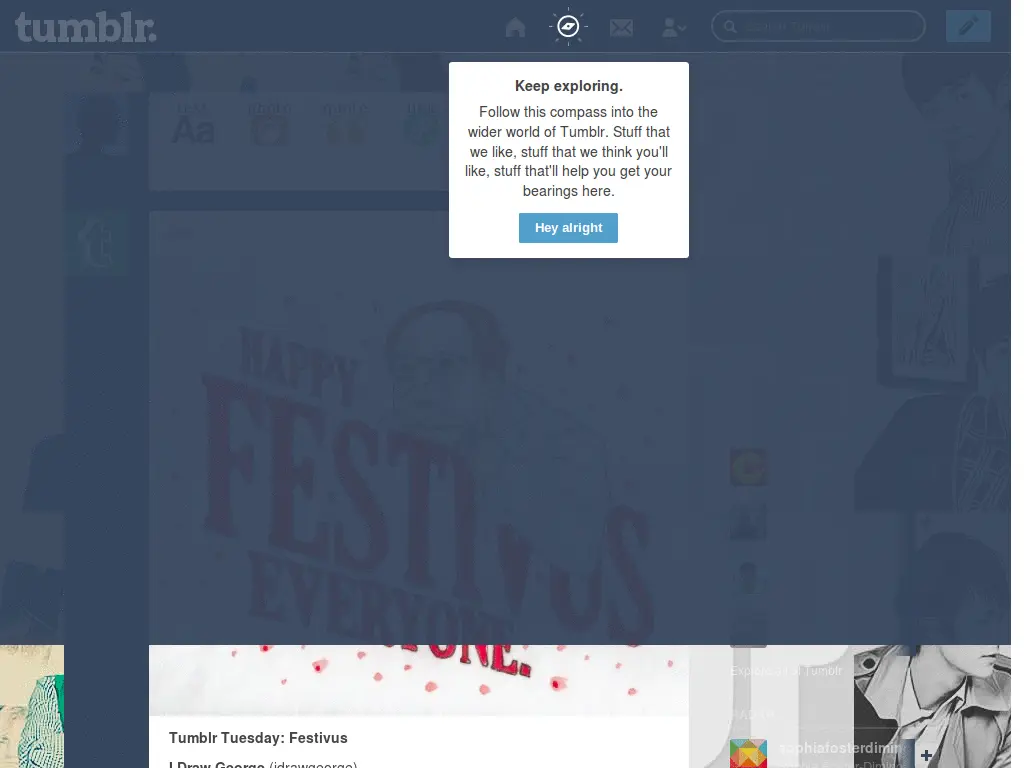 tumblr.
Search Tumblr
Keep exploring.
Follow this compass into the
wider world of Tumblr. Stuff that
we like, stuff that we think you'll
like, stuff that'll help you get your
bearings here.
Hey alright
text photo quote link
Aa
t
HAPPY
FESTIVUS
EVERYONE.
Explore all of Tumblr
RADAR
Tumblr Tuesday: Festivus
sophiafosterdimin
I Draw George (idrawgeorge)